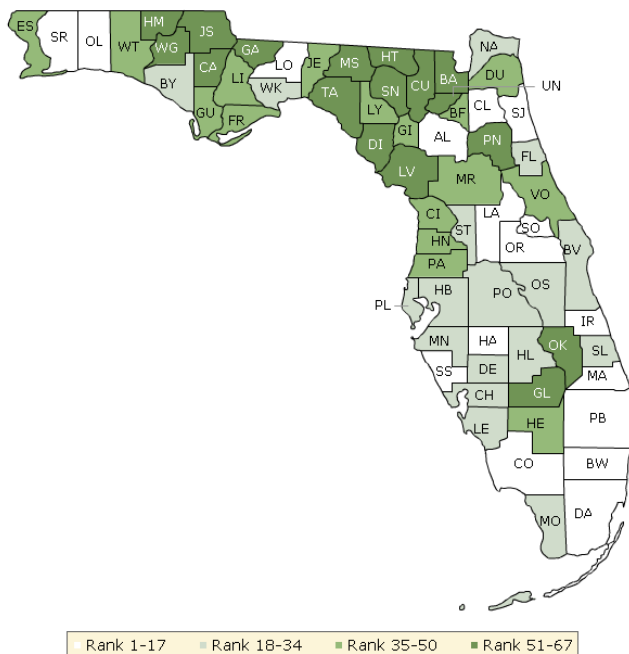 ES
SR
OL
WT
HM
JS
WG
BY
CA
GU
GA
LI
FR
LO
WK
JE
MS
TA
HT
SN
LY
CU
BA
NA
DU
UN
BF
CL
SJ
DI
GI
AL
PN
FL
LV
MR
VO
CI
ST
LA
SO
HN
OR
BV
PA
PL
HB
PO
OS
IR
MN
HA
HL
OK
SL
SS
DE
MA
CH
GL
LE
HE
PB
CO
BW
MO
DA
Rank 1-17 Rank 18-34 Rank 35-50 Rank 51-67